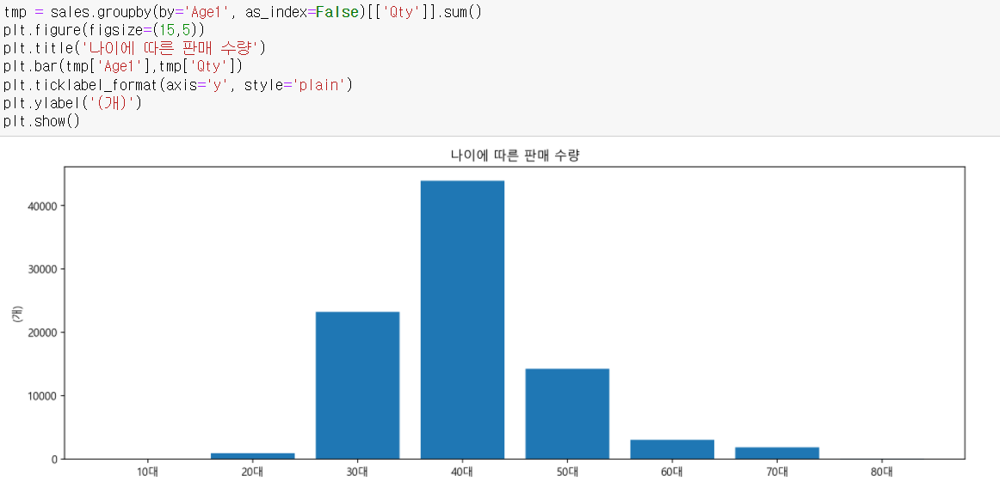 tmp = sales.groupby(by='Age1', as_index=False)[['Qty']].sum()
plt.figure(figsize=(15,5))
plt.title('나이에 따른 판매 수량')
plt.bar(tmp['Age1'],tmp['Qty'])
plt.ticklabel_format(axis='y', style='plain')
plt.ylabel('(개)')
plt.show()
나이에 따른 판매 수량
(개)
40000
30000
20000
10000
0
10대 20대 30대 40대 50대 60대 70대 80대